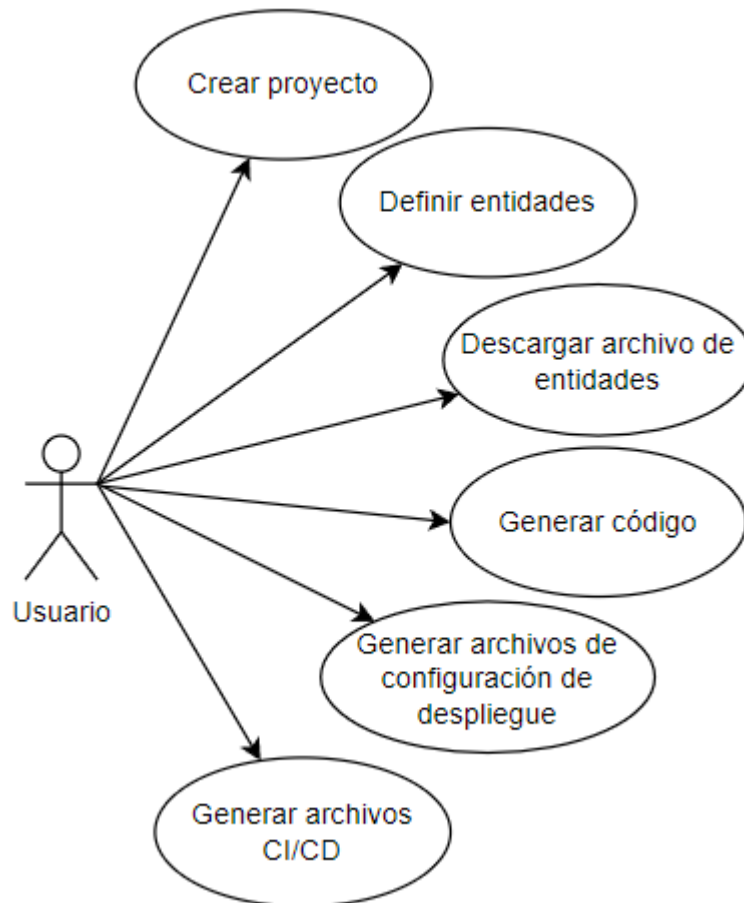 Crear proyecto
Definir entidades
Descargar archivo de
entidades
Generar código
Usuario
Generar archivos de
configuración de
despliegue
Generar archivos
CI/CD